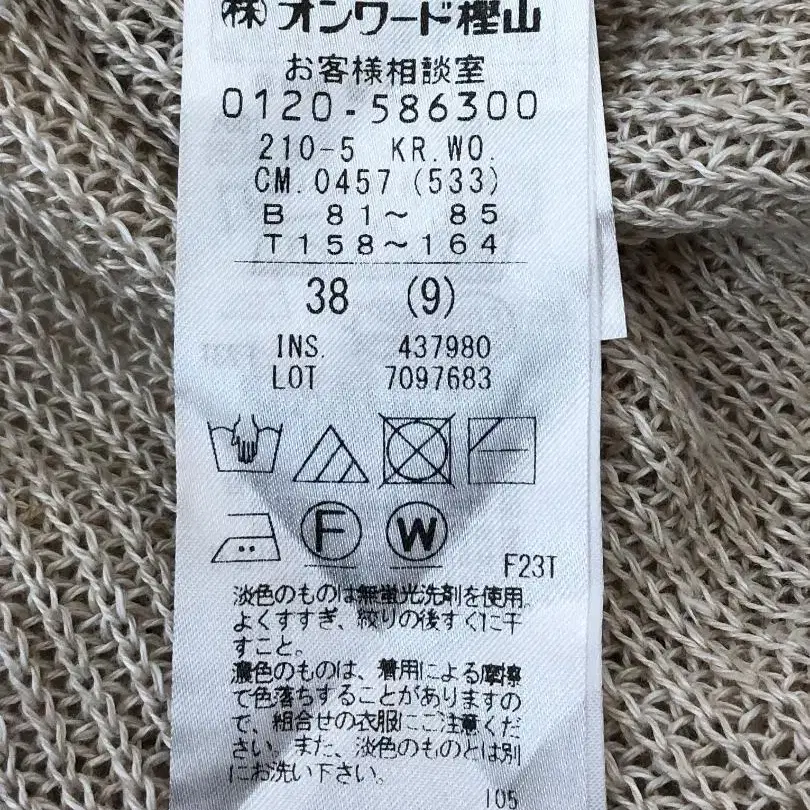 ㈱オンワード樫山
お客様相談室
0120-586300
210-5 KR.WO.
CM.0457 (533)
B 81〜 85
T158〜164
38 (9)
INS. 437980
LOT 7097683
F W
F23T
淡色のものは無蛍光洗剤を使用。
よくすすぎ、絞りの後すぐに干
すこと。
濃色のものは、着用による摩擦
で色落ちすることがありますの
で、組合せの衣服にご注意くだ
さい。また、淡色のものとは別
にお洗い下さい。
105